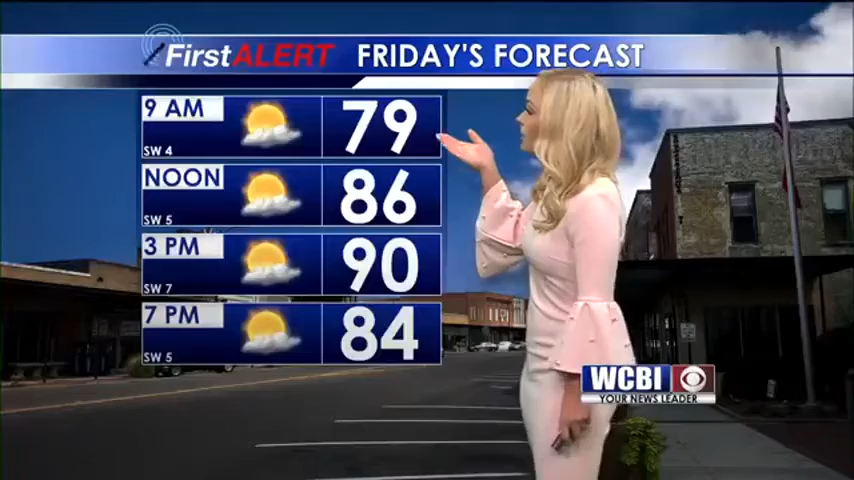 FirstALERT FRIDAY'S FORECAST
9 AM
79
SW 4
NOON
86
SW 5
3 PM
90
SW 7
7 PM
84
SW 5
WCBI
YOUR NEWS LEADER